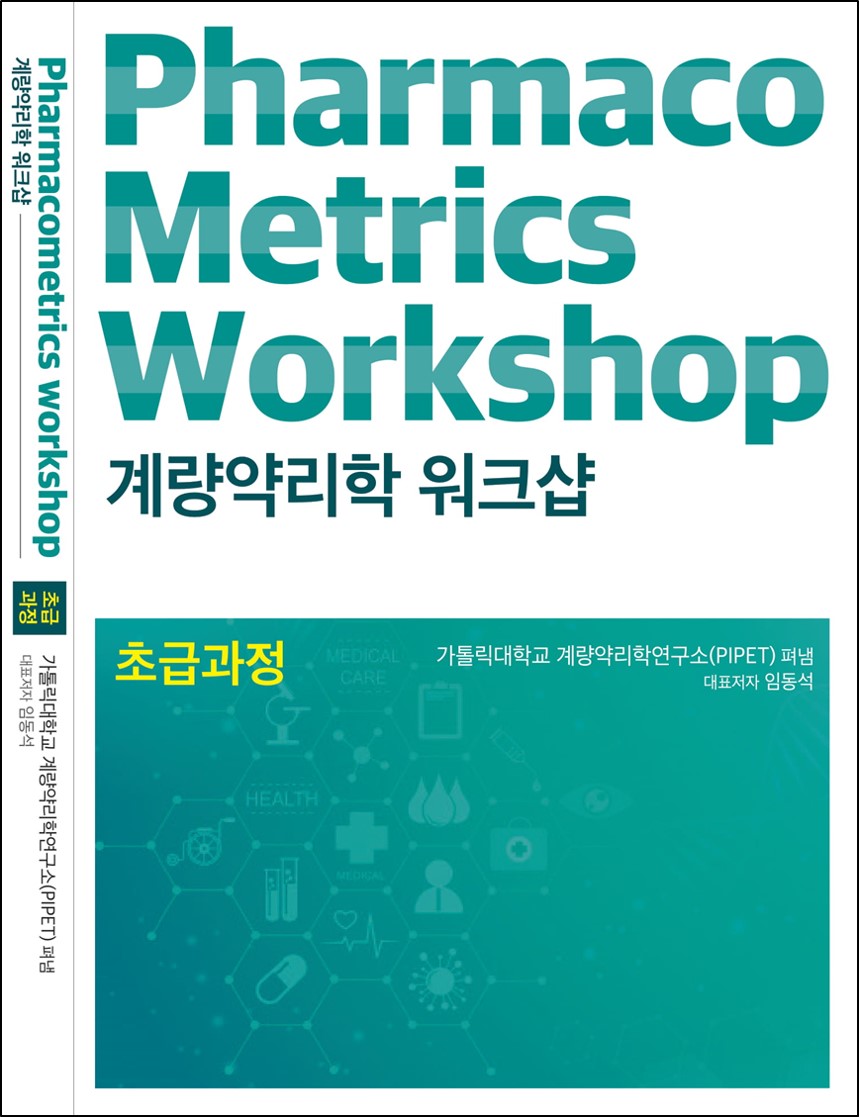 Pharmacometrics workshop
계량약리학 워크샵
초급
과정
가톨릭대학교 계량약리학연구소(PIPET) 펴냄
대표저자 임동석
Pharmaco
Metrics
Workshop
계량약리학 워크샵
초급과정
가톨릭대학교 계량약리학연구소(PIPET) 펴냄
대표저자 임동석
MEDICAL
CARE
HEALTH
MEDICAL